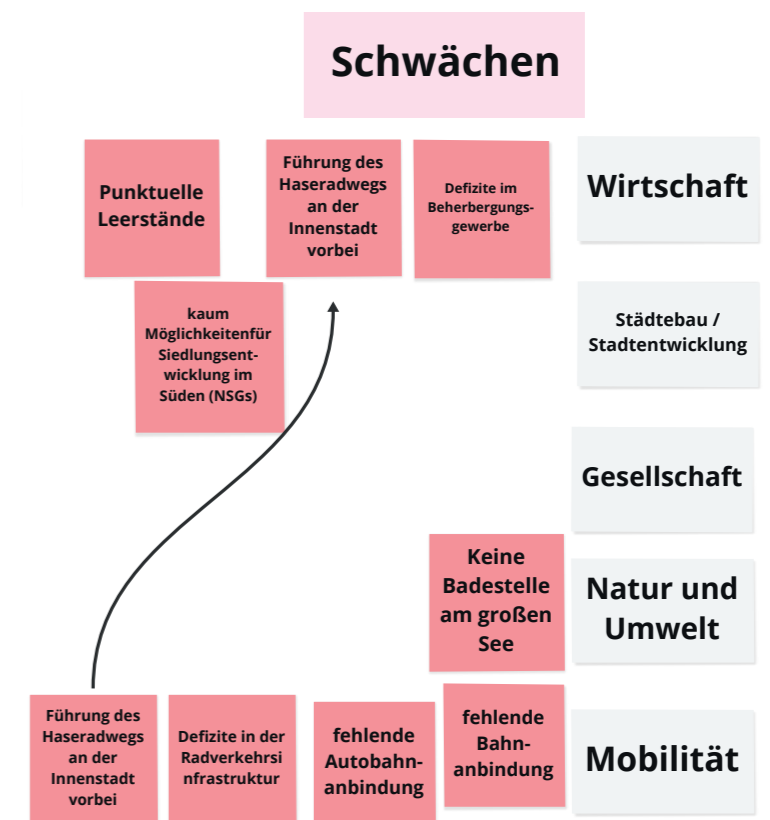 Schwächen
Punktuelle
Leerstände
Führung des
Haseradwegs
an der
Innenstadt
vorbei
Defizite im
Beherbergungs-
gewerbe
Wirtschaft
kaum
Möglichkeitenfür
Siedlungsent-
wicklung im
Süden (NSGs)
Städtebau /
Stadtentwicklung
Gesellschaft
Keine
Badestelle
am großen
See
Natur und
Umwelt
Führung des
Haseradwegs
an der
Innenstadt
vorbei
Defizite in der
Radverkehrsi
nfrastruktur
fehlende
Autobahn-
anbindung
fehlende
Bahn-
anbindung
Mobilität